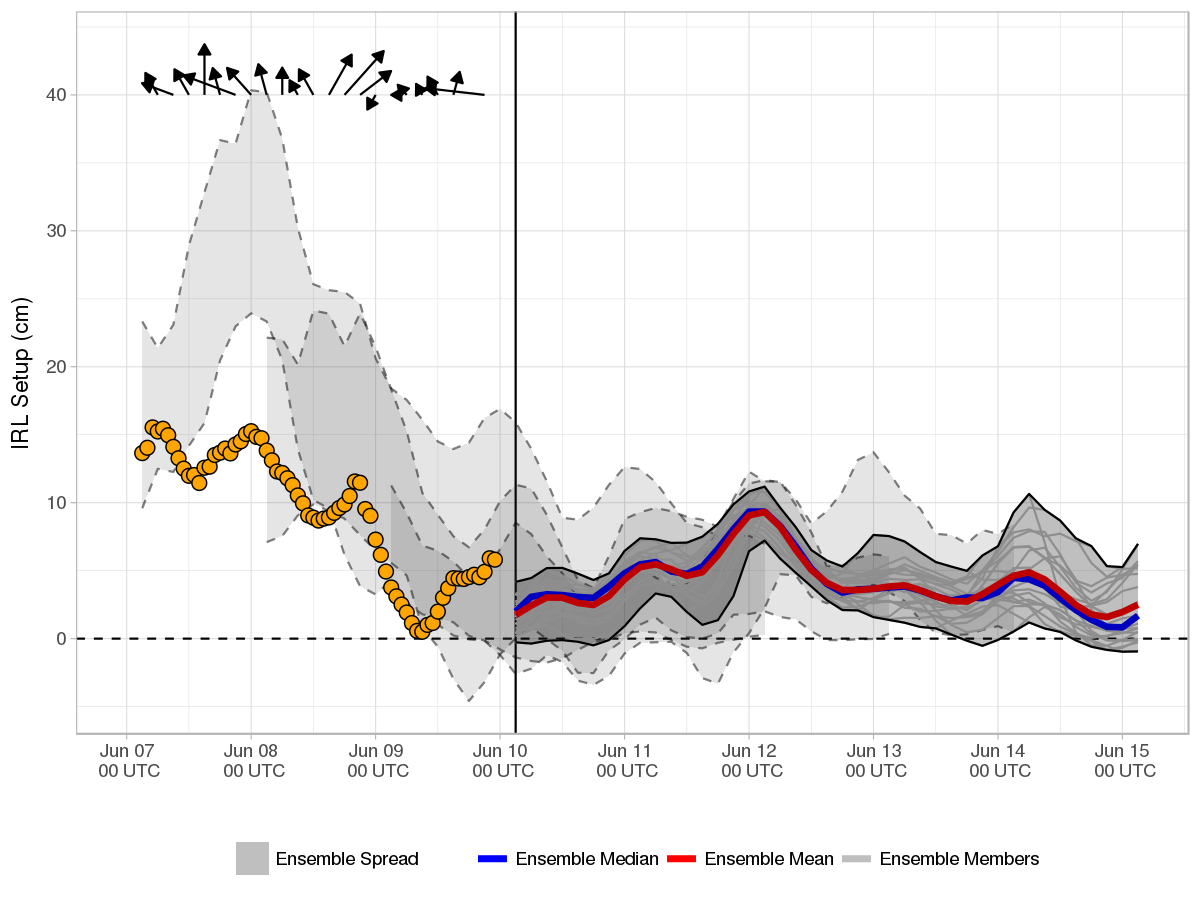 IRL Setup (cm)
40
30
20
10
0
Jun 07 Jun 08 Jun 09 Jun 10 Jun 11 Jun 12 Jun 13 Jun 14 Jun 15
00 UTC 00 UTC 00 UTC 00 UTC 00 UTC 00 UTC 00 UTC 00 UTC 00 UTC
Ensemble Spread Ensemble Median Ensemble Mean Ensemble Members